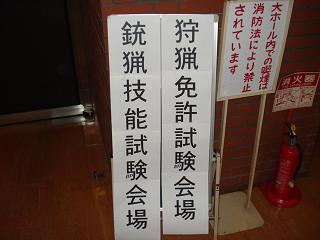 狩猟免許試験会場
銃猟技能試験会場
大ホール内での喫煙は
消防法により禁止
されています
消火器